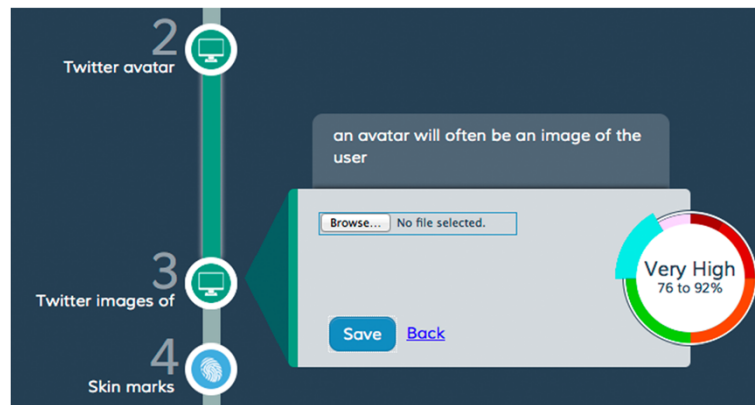 2
Twitter avatar
an avatar will often be an image of the
user
Browse... No file selected.
3
Twitter images of
Very High
76 to 92%
Save Back
4
Skin marks